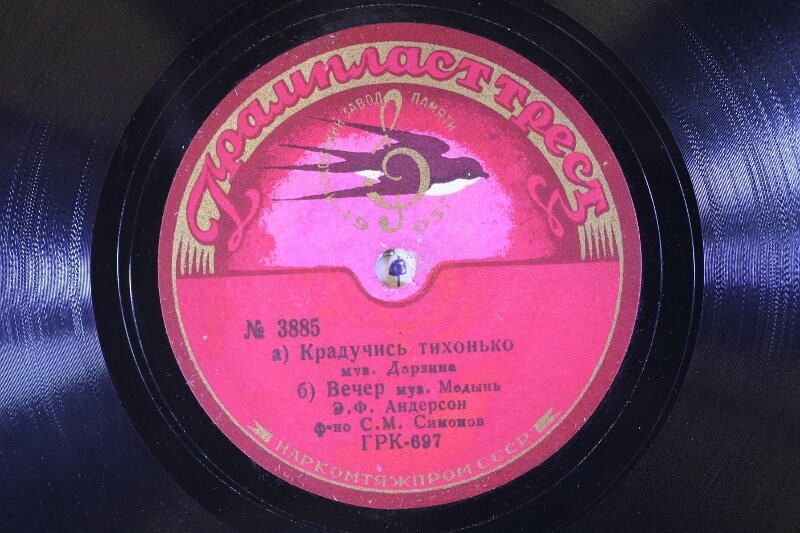 Грампласттрест
ЗАВОД ПАМЯТИ
1905 г.
№ 3885
а) Крадучись тихонько
муз. Дарзиня
б) Вечер муз. Медынь
Э.Ф. Андерсон
ф-но С.М. Симонов
ГРК-697
НАРКОМТЯЖПРОМ СССР